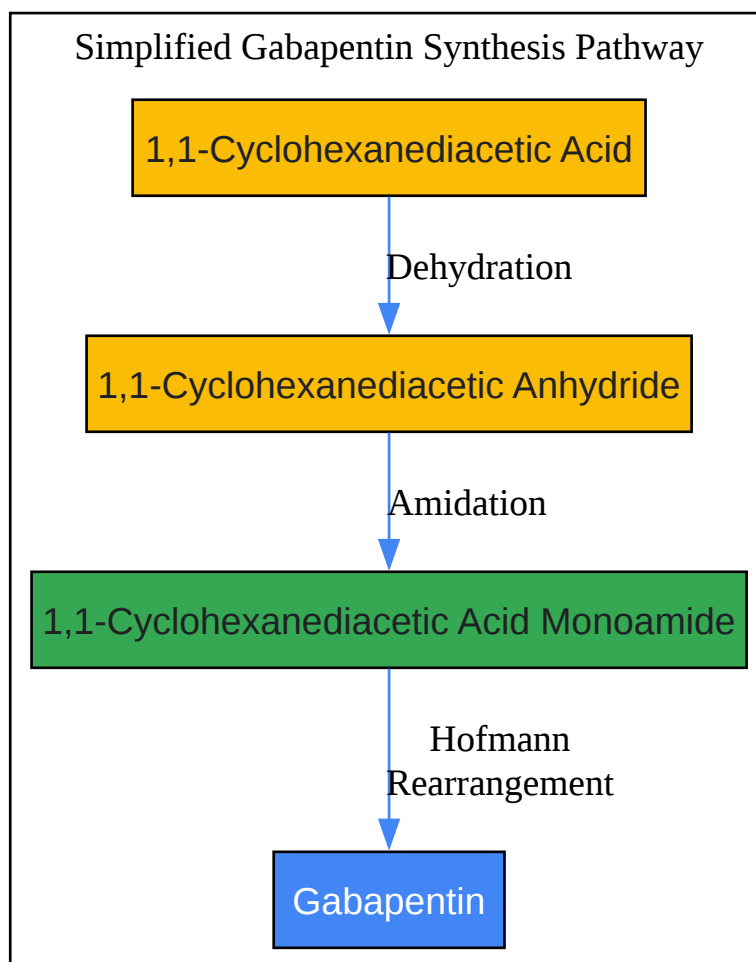 Simplified Gabapentin Synthesis Pathway
1,1-Cyclohexanediacetic Acid
Dehydration
1,1-Cyclohexanediacetic Anhydride
Amidation
1,1-Cyclohexanediacetic Acid Monoamide
Hofmann
Rearrangement
Gabapentin